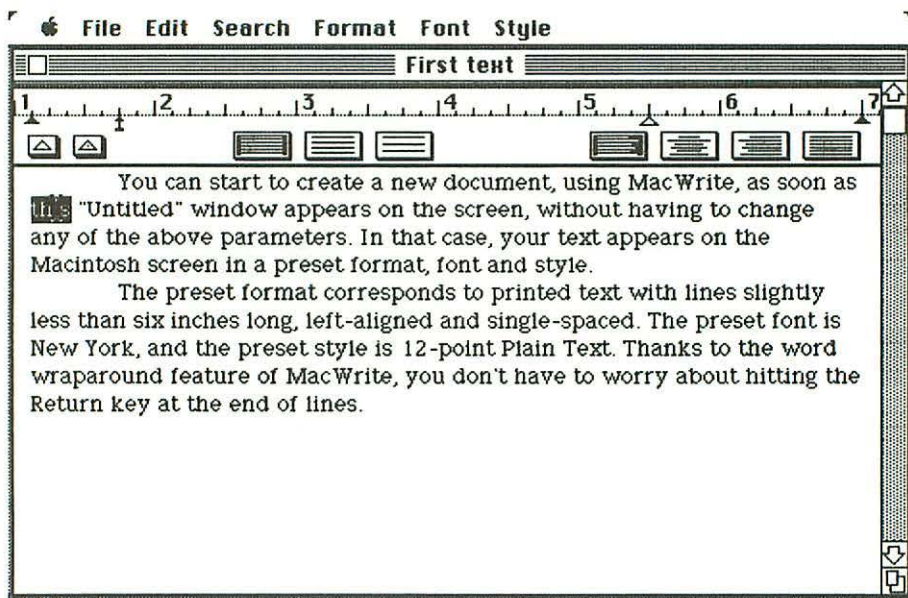 File Edit Search Format Font Style
First text
1 2 3 4 5 6 7
You can start to create a new document, using MacWrite, as soon as
this "Untitled" window appears on the screen, without having to change
any of the above parameters. In that case, your text appears on the
Macintosh screen in a preset format, font and style.
The preset format corresponds to printed text with lines slightly
less than six inches long, left-aligned and single-spaced. The preset font is
New York, and the preset style is 12-point Plain Text. Thanks to the word
wraparound feature of MacWrite, you don't have to worry about hitting the
Return key at the end of lines.